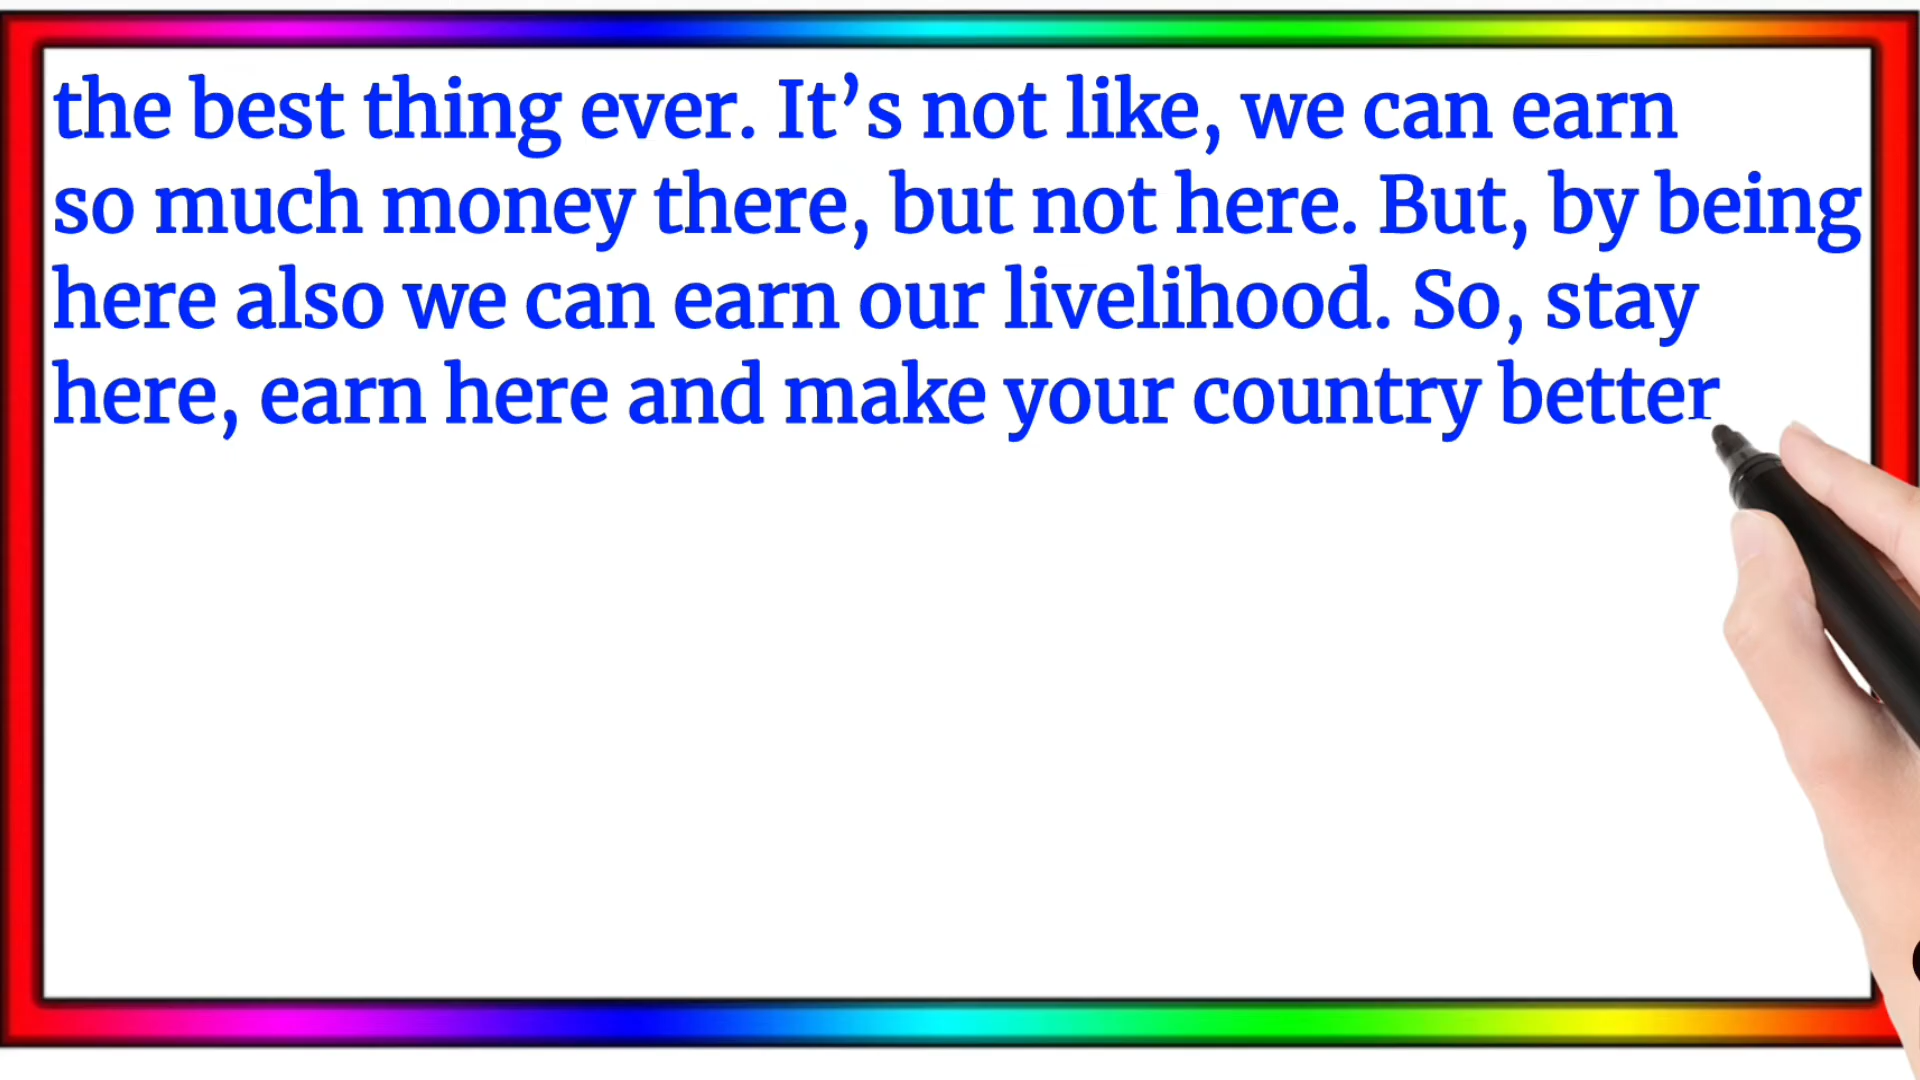 the best thing ever. It’s not like, we can earn
so much money there, but not here. But, by being
here also we can earn our livelihood. So, stay
here, earn here and make your country better